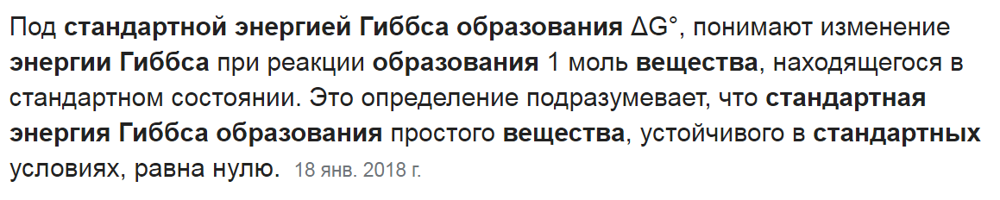 Под стандартной энергией Гиббса образования ΔG°, понимают изменение
энергии Гиббса при реакции образования 1 моль вещества, находящегося в
стандартном состоянии. Это определение подразумевает, что стандартная
энергия Гиббса образования простого вещества, устойчивого в стандартных
условиях, равна нулю. 18 янв. 2018 г.